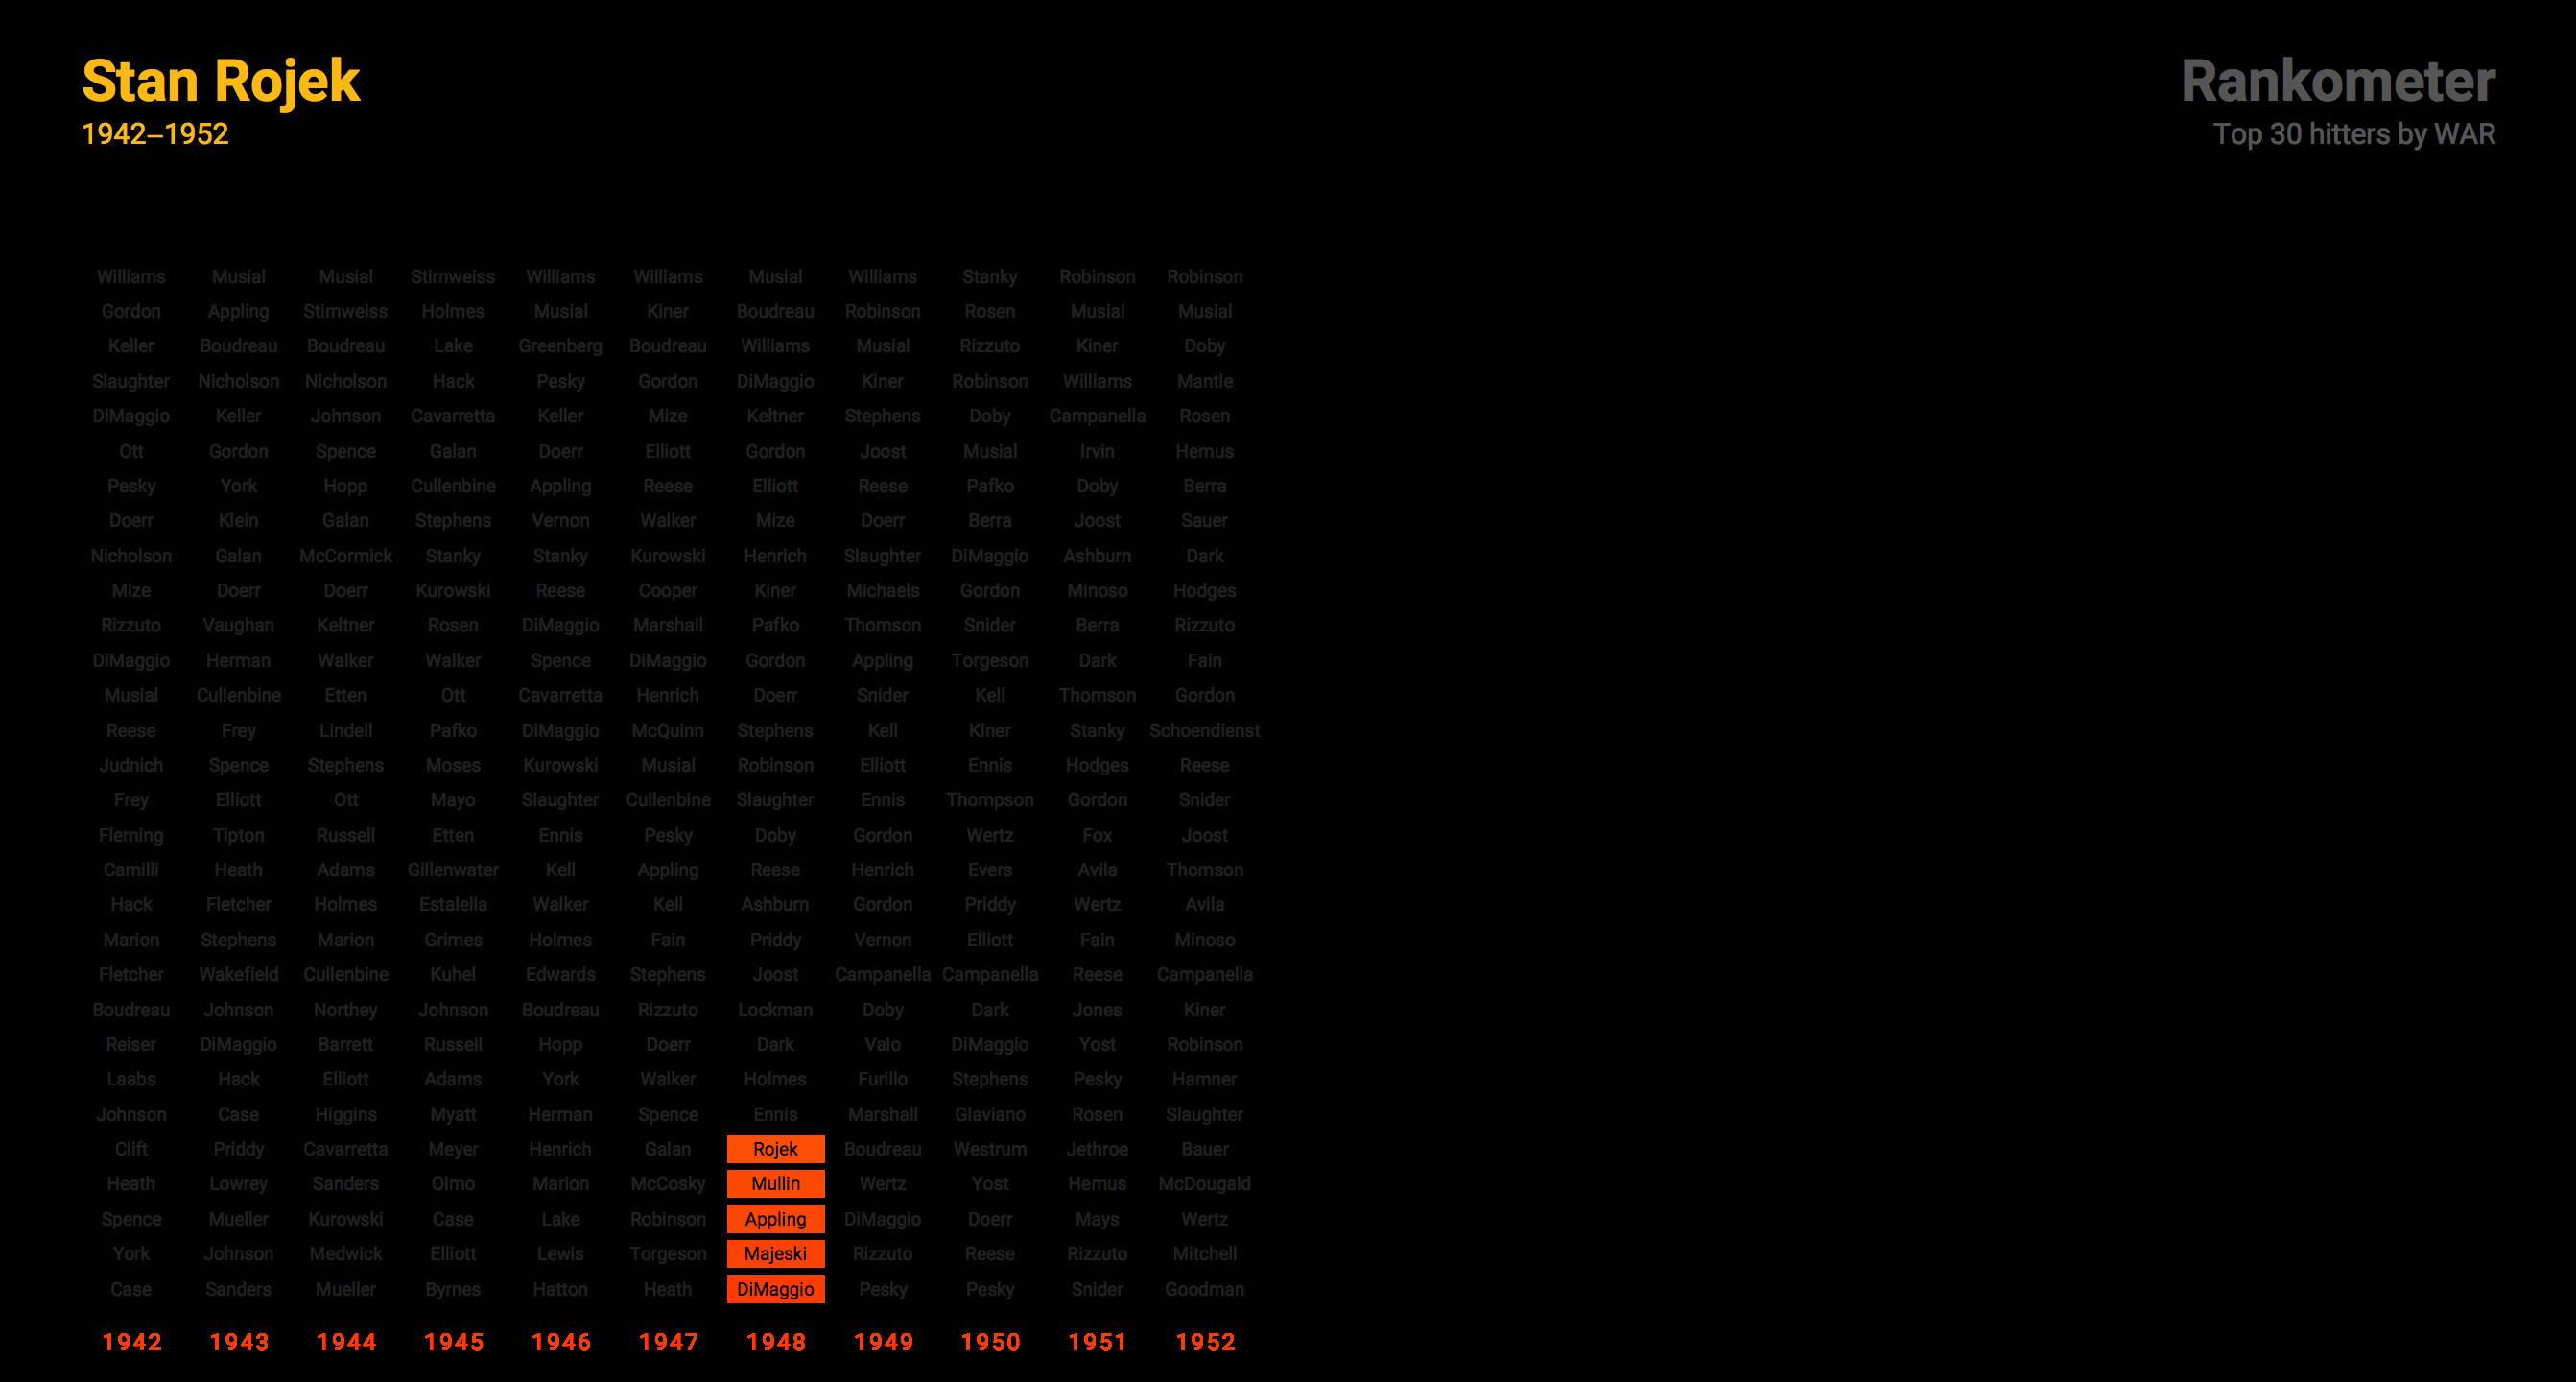 Stan Rojek
1942–1952
Rankometer
Top 30 hitters by WAR
Williams Musial Musial Stirnweiss Williams Williams Musial Williams Stanky Robinson Robinson
Gordon Appling Stirnweiss Holmes Musial Kiner Boudreau Robinson Rosen Musial Musial
Keller Boudreau Boudreau Lake Greenberg Boudreau Williams Musial Rizzuto Kiner Doby
Slaughter Nicholson Nicholson Hack Pesky Gordon DiMaggio Kiner Robinson Williams Mantle
DiMaggio Keller Johnson Cavarretta Keller Mize Keltner Stephens Doby Campanella Rosen
Ott Gordon Spence Galan Doerr Elliott Gordon Joost Musial Irvin Hemus
Pesky York Hopp Cullenbine Appling Reese Elliott Reese Pafko Doby Berra
Doerr Klein Galan Stephens Vernon Walker Mize Doerr Berra Joost Sauer
Nicholson Galan McCormick Stanky Stanky Kurowski Henrich Slaughter DiMaggio Ashburn Dark
Mize Doerr Doerr Kurowski Reese Cooper Kiner Michaels Gordon Minoso Hodges
Rizzuto Vaughan Keltner Rosen DiMaggio Marshall Pafko Thomson Snider Berra Rizzuto
DiMaggio Herman Walker Walker Spence DiMaggio Gordon Appling Torgeson Dark Fain
Musial Cullenbine Etten Ott Cavarretta Henrich Doerr Snider Kell Thomson Gordon
Reese Frey Lindell Pafko DiMaggio McQuinn Stephens Kell Kiner Stanky Schoendienst
Judnich Spence Stephens Moses Kurowski Musial Robinson Elliott Ennis Hodges Reese
Frey Elliott Ott Mayo Slaughter Cullenbine Slaughter Ennis Thompson Gordon Snider
Fleming Tipton Russell Etten Ennis Pesky Doby Gordon Wertz Fox Joost
Camilli Heath Adams Gillenwater Kell Appling Reese Henrich Evers Avila Thomson
Hack Fletcher Holmes Estalella Walker Kell Ashburn Gordon Priddy Wertz Avila
Marion Stephens Marion Grimes Holmes Fain Priddy Vernon Elliott Fain Minoso
Fletcher Wakefield Cullenbine Kuhel Edwards Stephens Joost Campanella Campanella Reese Campanella
Boudreau Johnson Northey Johnson Boudreau Rizzuto Lockman Doby Dark Jones Kiner
Reiser DiMaggio Barrett Russell Hopp Doerr Dark Valo DiMaggio Yost Robinson
Laabs Hack Elliott Adams York Walker Holmes Furillo Stephens Pesky Hamner
Johnson Case Higgins Myatt Herman Spence Ennis Marshall Glaviano Rosen Slaughter
Clift Priddy Cavarretta Meyer Henrich Galan Rojek Boudreau Westrum Jethroe Bauer
Heath Lowrey Sanders Olmo Marion McCosky Mullin Wertz Yost Hemus McDougald
Spence Mueller Kurowski Case Lake Robinson Appling DiMaggio Doerr Mays Wertz
York Johnson Medwick Elliott Lewis Torgeson Majeski Rizzuto Reese Rizzuto Mitchell
Case Sanders Mueller Byrnes Hatton Heath DiMaggio Pesky Pesky Snider Goodman
1942 1943 1944 1945 1946 1947 1948 1949 1950 1951 1952